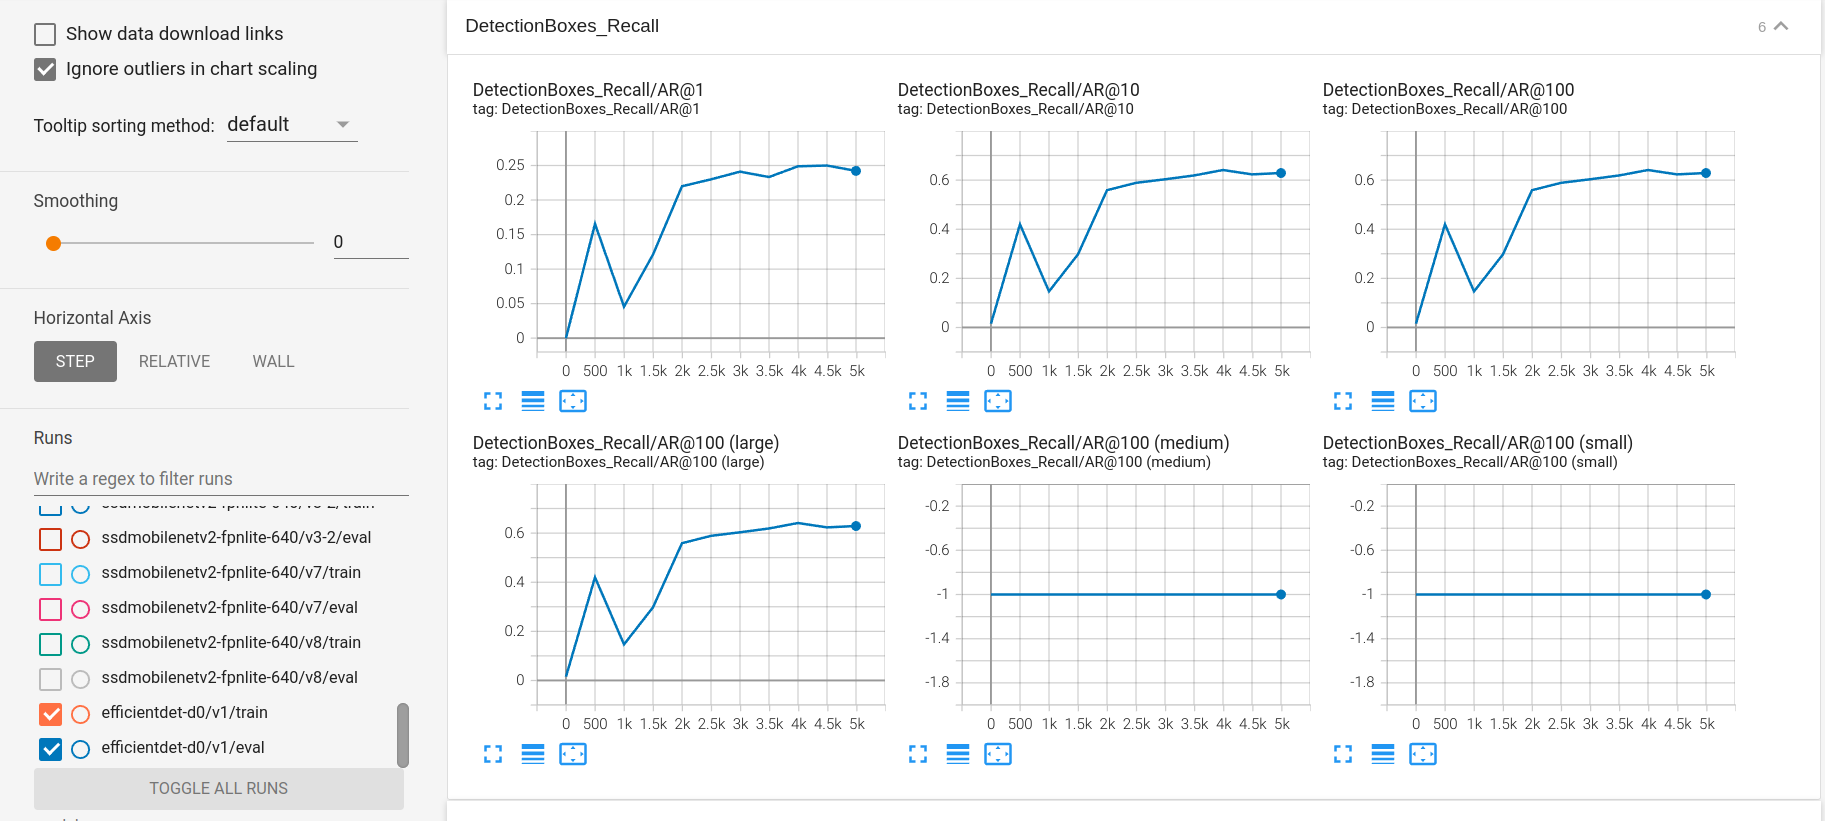 Show data download links
Ignore outliers in chart scaling
Tooltip sorting method: default
Smoothing
0
Horizontal Axis
STEP RELATIVE WALL
Runs
Write a regex to filter runs
ssdmobilenetv2-fpnlite-640/v3-2/eval
ssdmobilenetv2-fpnlite-640/v7/train
ssdmobilenetv2-fpnlite-640/v7/eval
ssdmobilenetv2-fpnlite-640/v8/train
ssdmobilenetv2-fpnlite-640/v8/eval
efficientdet-d0/v1/train
efficientdet-d0/v1/eval
TOGGLE ALL RUNS
DetectionBoxes_Recall
6
DetectionBoxes_Recall/AR@1
tag: DetectionBoxes_Recall/AR@1
0.25
0.2
0.15
0.1
0.05
0
0 500 1k 1.5k 2k 2.5k 3k 3.5k 4k 4.5k 5k
DetectionBoxes_Recall/AR@10
tag: DetectionBoxes_Recall/AR@10
0.6
0.4
0.2
0
0 500 1k 1.5k 2k 2.5k 3k 3.5k 4k 4.5k 5k
DetectionBoxes_Recall/AR@100
tag: DetectionBoxes_Recall/AR@100
0.6
0.4
0.2
0
0 500 1k 1.5k 2k 2.5k 3k 3.5k 4k 4.5k 5k
DetectionBoxes_Recall/AR@100 (large)
tag: DetectionBoxes_Recall/AR@100 (large)
0.6
0.4
0.2
0
0 500 1k 1.5k 2k 2.5k 3k 3.5k 4k 4.5k 5k
DetectionBoxes_Recall/AR@100 (medium)
tag: DetectionBoxes_Recall/AR@100 (medium)
-0.2
-0.6
-1
-1.4
-1.8
0 500 1k 1.5k 2k 2.5k 3k 3.5k 4k 4.5k 5k
DetectionBoxes_Recall/AR@100 (small)
tag: DetectionBoxes_Recall/AR@100 (small)
-0.2
-0.6
-1
-1.4
-1.8
0 500 1k 1.5k 2k 2.5k 3k 3.5k 4k 4.5k 5k